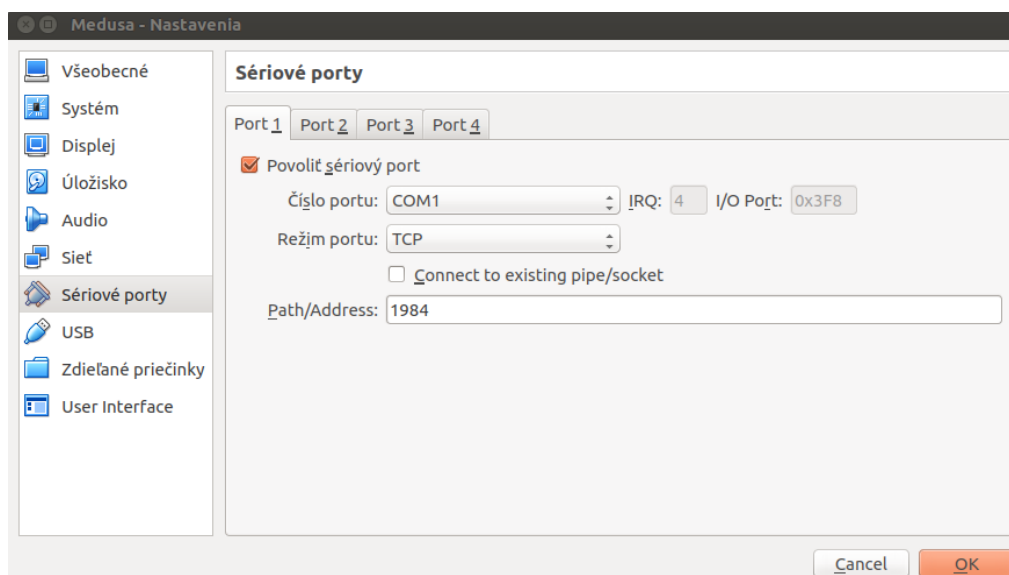 Medusa - Nastavenia
Všeobecné
Systém
Displej
Úložisko
Audio
Sieť
Sériové porty
USB
Zdieľané priečinky
User Interface
Sériové porty
Port 1 Port 2 Port 3 Port 4
Povoliť sériový port
Číslo portu: COM1 IRQ: 4 I/O Port: 0x3F8
Režim portu: TCP
Connect to existing pipe/socket
Path/Address: 1984
Cancel OK